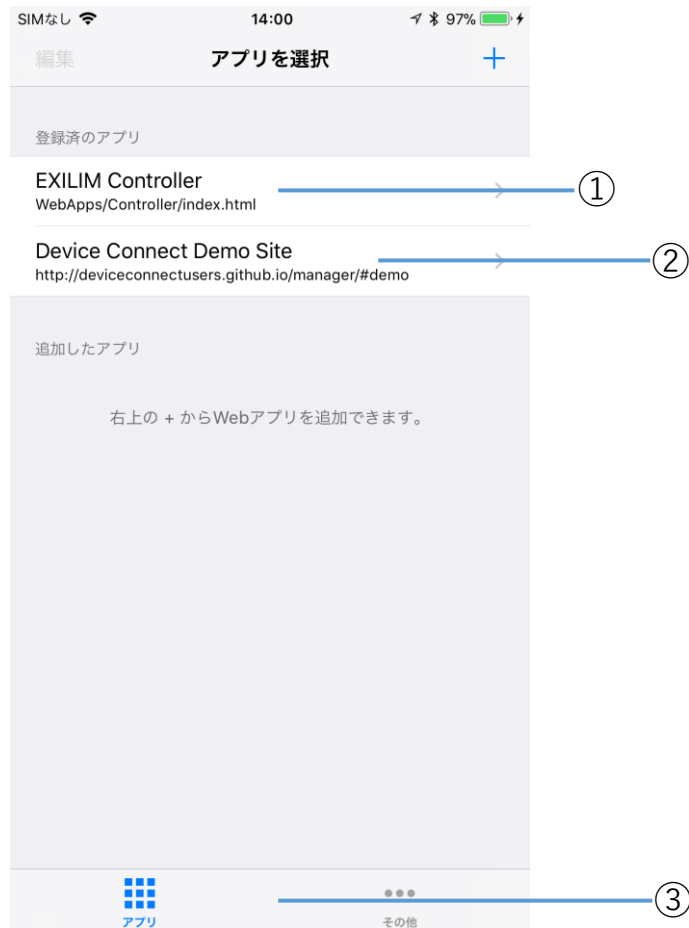 SIMなし 14:00 97%
編集 アプリを選択 +
登録済のアプリ
EXILIM Controller
WebApps/Controller/index.html
①
Device Connect Demo Site
http://deviceconnectusers.github.io/manager/#demo
②
追加したアプリ
右上の + からWebアプリを追加できます。
③
アプリ その他